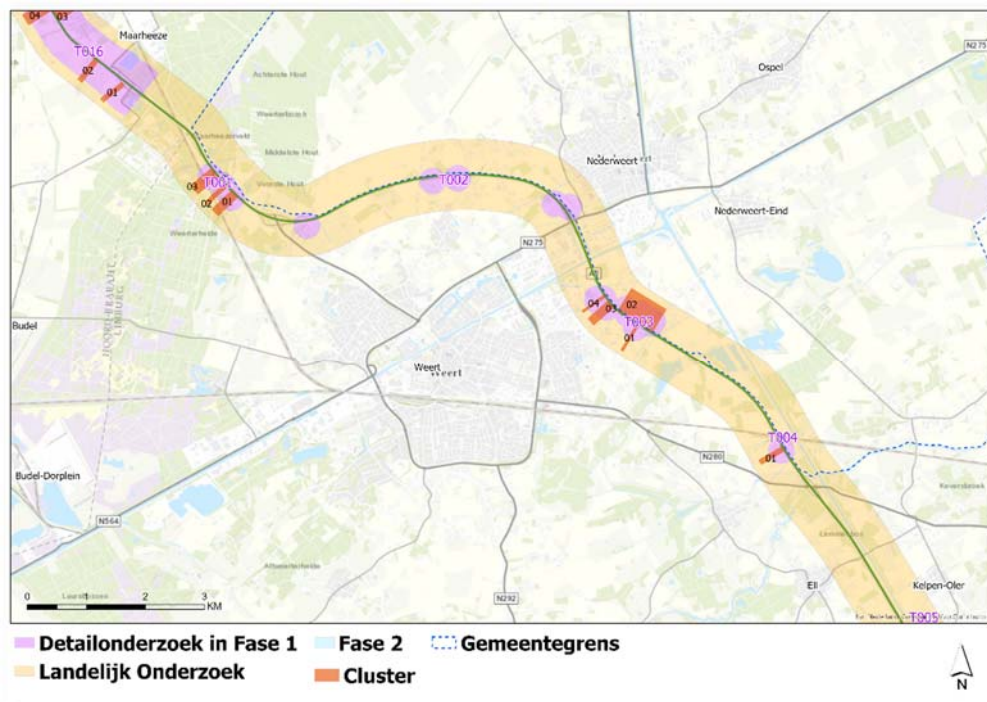 04
03
Maarheeze
T016
02
01
Achterste Hout
N275
Ospel
Middelste Hout
Nederweert
03
T001
Voorste Hout
T002
02
01
Nederweert-Eind
Weerterheide
N275
NOORD-BRABANT
LIMBURG
04
03
02
T003
01
Budel
Weert
Weert
T004
01
N280
Budel-Dorplein
N564
Ell
Kelpen-Oler
N292
T005
0 1 2 3
KM
Detailonderzoek in Fase 1
Fase 2
Gemeentegrens
Landelijk Onderzoek
Cluster
N